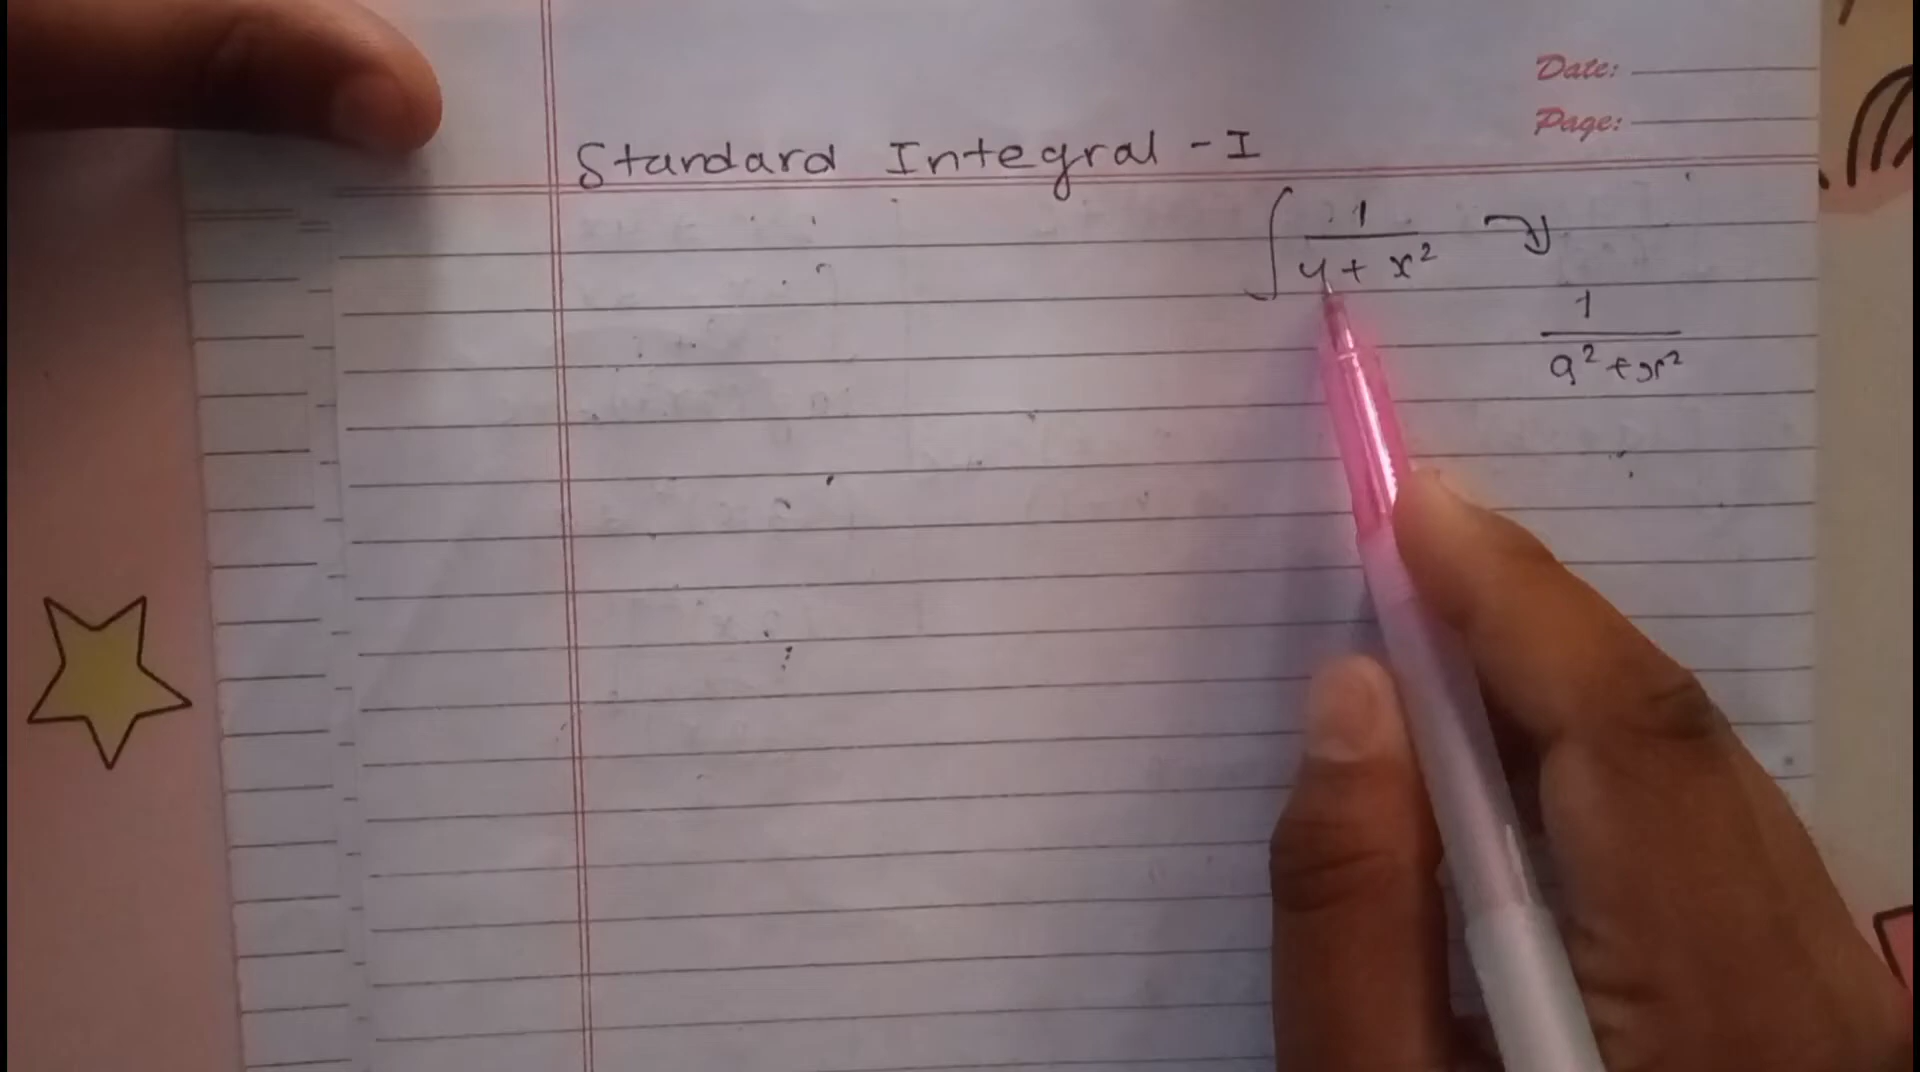 Date:
Page:
Standard Integral - I
∫ 1 / 4 + x²
1 / a² + x²